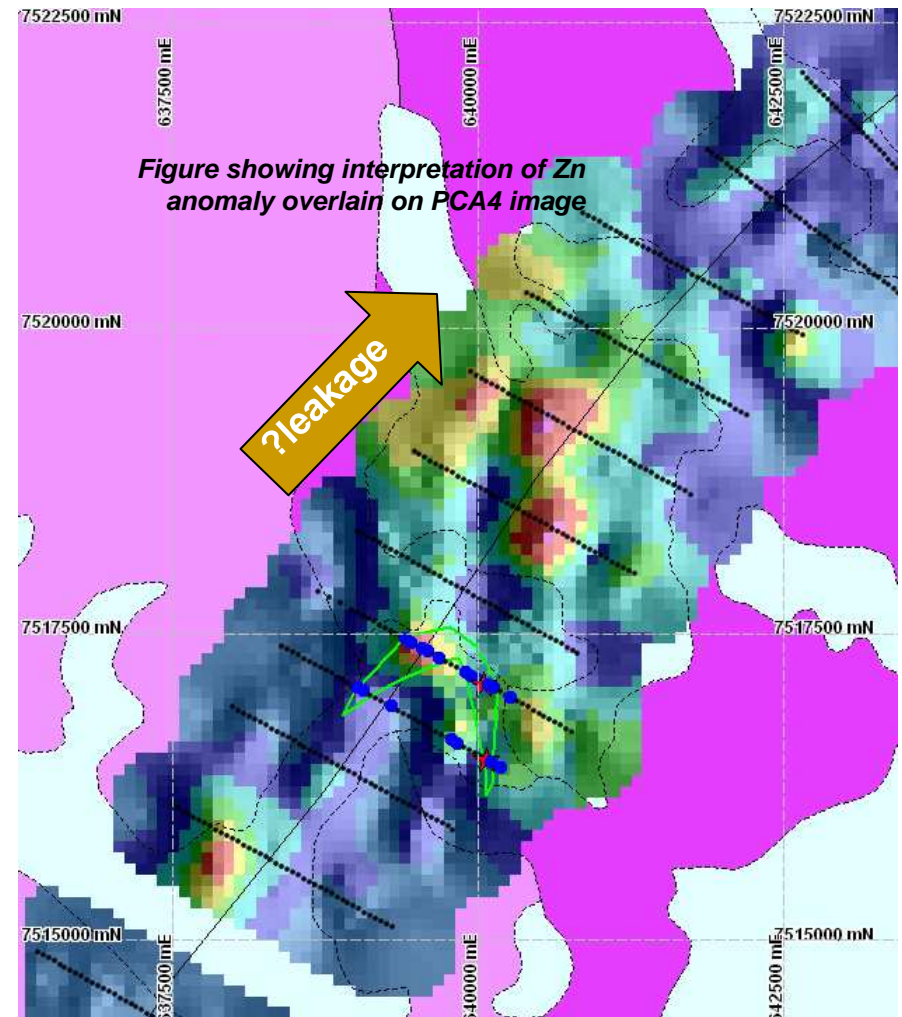 7522500 mN
7522500 mN
637500 mE
640000 mE
642500 mE
Figure showing interpretation of Zn
anomaly overlain on PCA4 image
7520000 mN
7520000 mN
?leakage
7517500 mN
7517500 mN
7515000 mN
7515000 mN
637500 mE
640000 mE
642500 mE